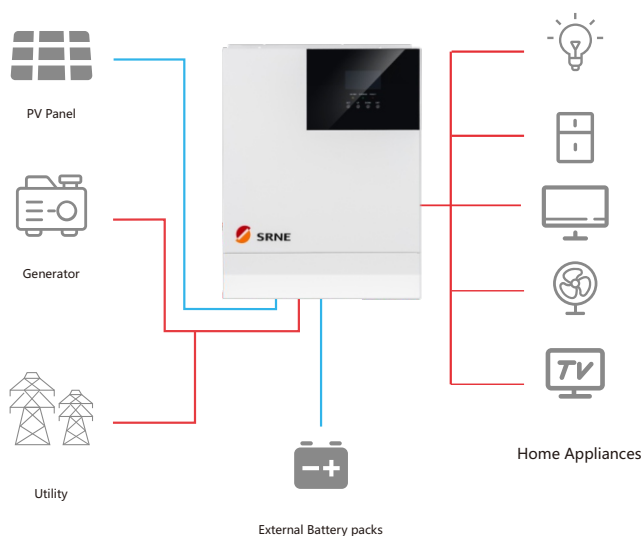 PV Panel
SRNE
Generator
TV
Home Appliances
Utility
External Battery packs